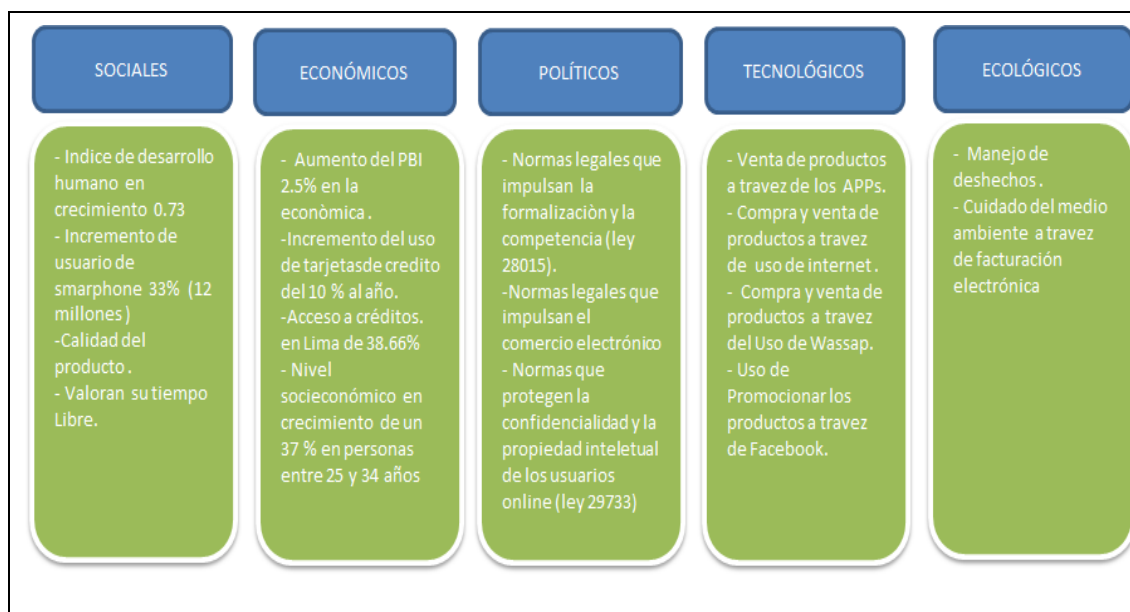 SOCIALES
- Indice de desarrollo
humano en
crecimiento 0.73
- Incremento de
usuario de
smarphone 33% (12
millones)
-Calidad del
producto.
- Valoran su tiempo
Libre.
ECONÓMICOS
- Aumento del PBI
2.5% en la
econòmica.
-Incremento del uso
de tarjetasde credito
del 10 % al año.
-Acceso a créditos.
en Lima de 38.66%
- Nivel
socioeconómico en
crecimiento de un
37 % en personas
entre 25 y 34 años
POLÍTICOS
- Normas legales que
impulsan la
formalizaciòn y la
competencia (ley
28015).
-Normas legales que
impulsan el
comercio electrónico
- Normas que
protegen la
confidencialidad y la
propiedad inteletual
de los usuarios
online (ley 29733)
TECNOLÓGICOS
- Venta de productos
a travez de los APPs.
- Compra y venta de
productos a travez
de uso de internet.
- Compra y venta de
productos a travez
del Uso de Wassap.
- Uso de
Promocionar los
productos a travez
de Facebook.
ECOLÓGICOS
- Manejo de
deshechos.
- Cuidado del medio
ambiente a travez
de facturación
electrónica